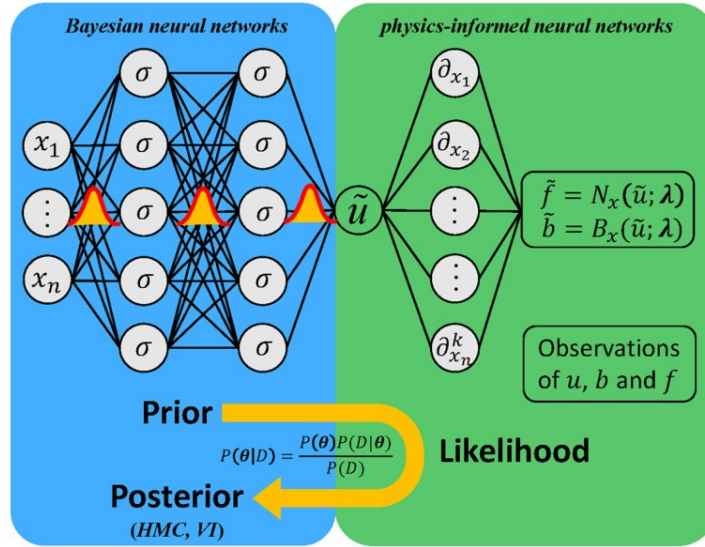 Bayesian neural networks
physics-informed neural networks
σ σ ∂ₓ₁
x₁ σ σ ∂ₓ₂
⋮ σ σ ũ ⋮
f̃ = Nₓ(ũ; λ)
b̃ = Bₓ(ũ; λ)
xₙ σ σ ⋮
σ σ ∂ᵏₓₙ
Observations
of u, b and f
Prior
P(θ|D) = P(θ)P(D|θ) / P(D)
Likelihood
Posterior
(HMC, VI)